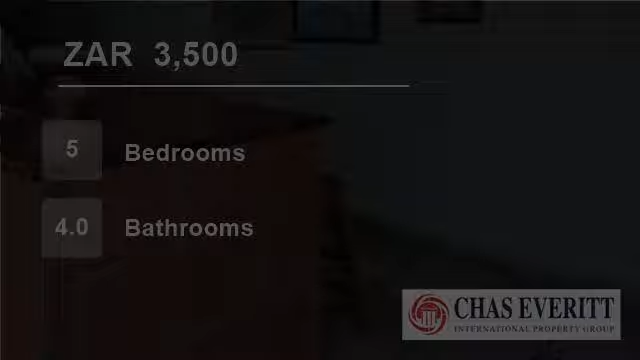 ZAR 3,500
5
Bedrooms
4.0
Bathrooms
CHAS EVERITT
INTERNATIONAL PROPERTY GROUP